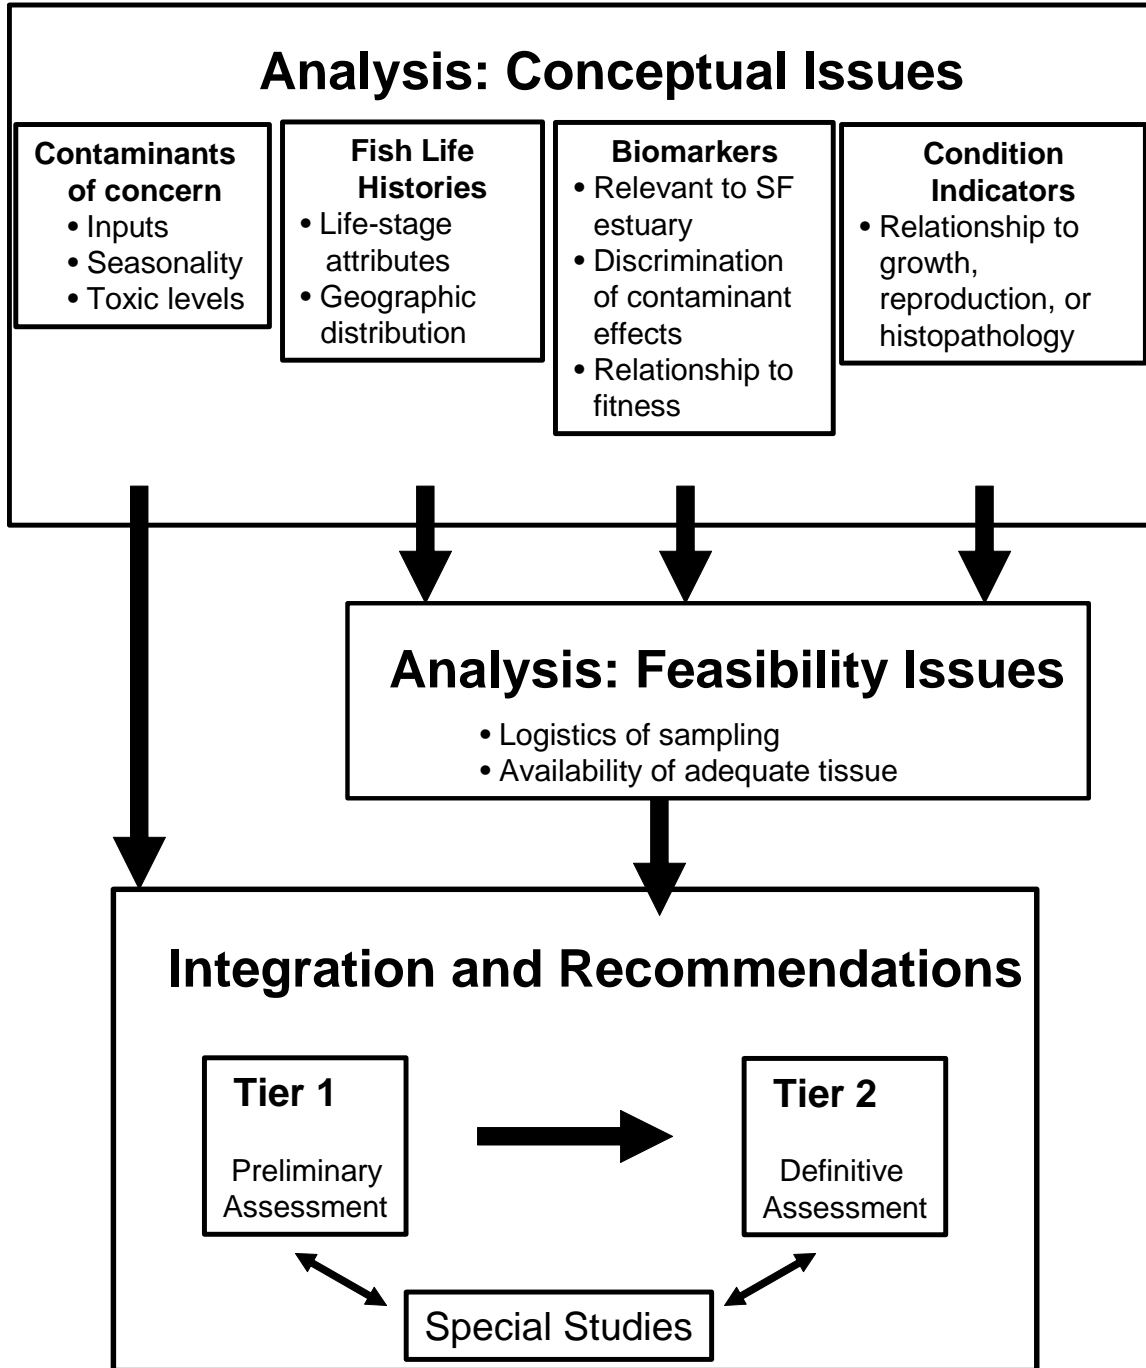 Analysis: Conceptual Issues
Contaminants
of concern
• Inputs
• Seasonality
• Toxic levels
Fish Life
Histories
• Life-stage
attributes
• Geographic
distribution
Biomarkers
• Relevant to SF
estuary
• Discrimination
of contaminant
effects
• Relationship to
fitness
Condition
Indicators
• Relationship to
growth,
reproduction, or
histopathology
Analysis: Feasibility Issues
• Logistics of sampling
• Availability of adequate tissue
Integration and Recommendations
Tier 1
Preliminary
Assessment
Tier 2
Definitive
Assessment
Special Studies